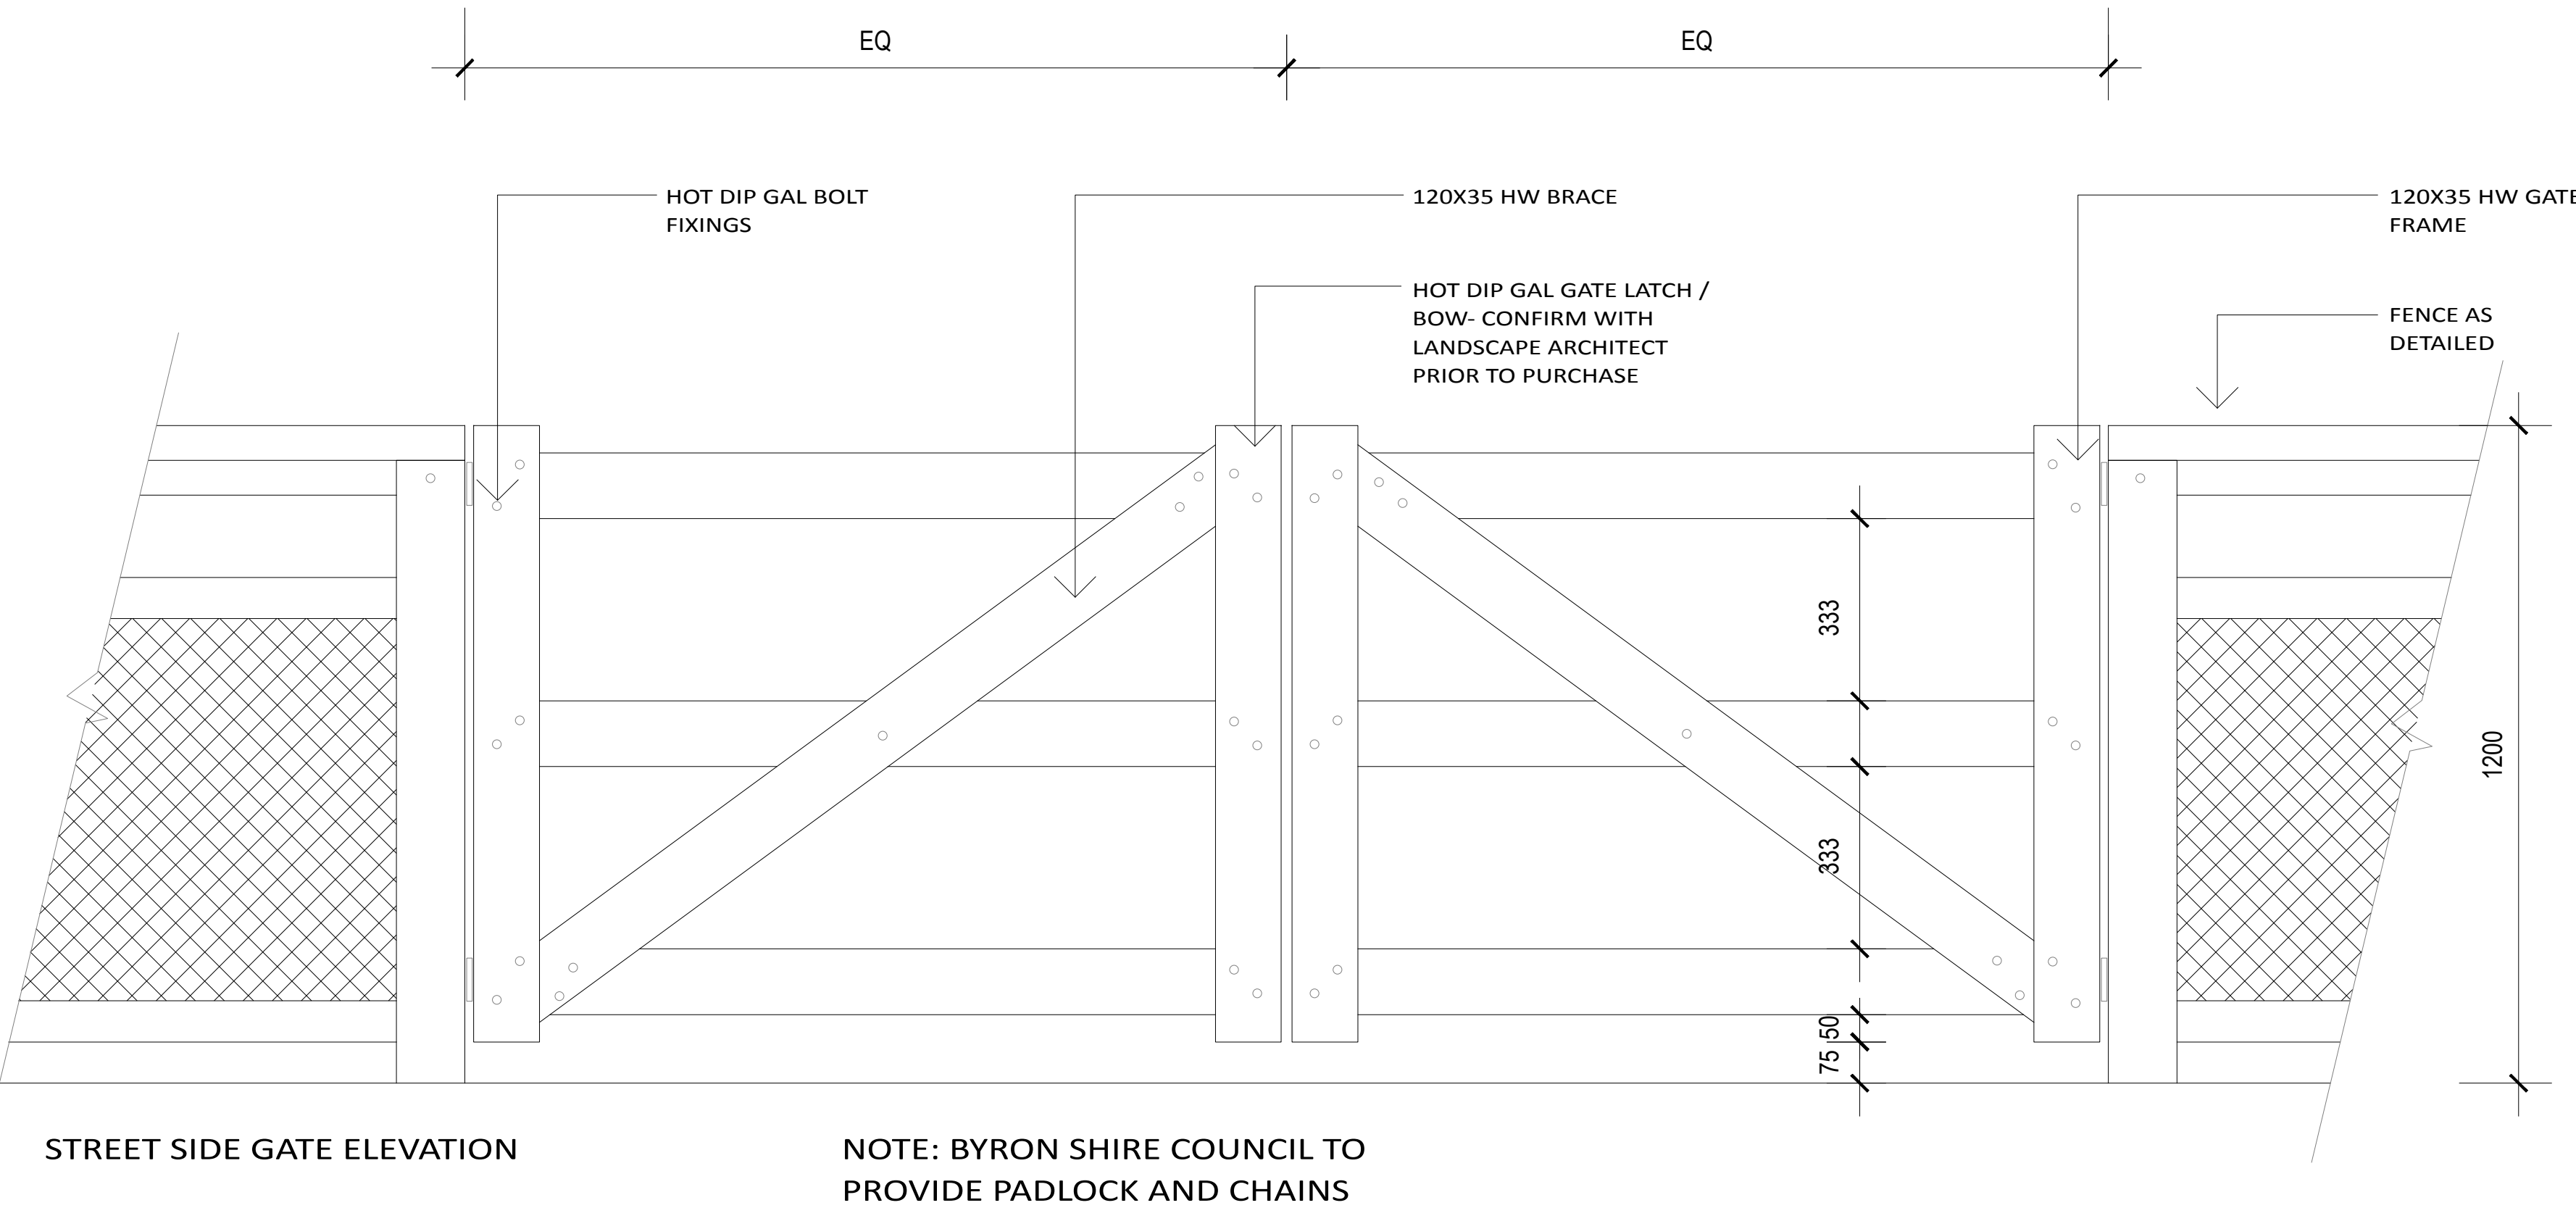 EQ
EQ
HOT DIP GAL BOLT
FIXINGS
120X35 HW BRACE
120X35 HW GATE
FRAME
HOT DIP GAL GATE LATCH /
BOW- CONFIRM WITH
LANDSCAPE ARCHITECT
PRIOR TO PURCHASE
FENCE AS
DETAILED
333
333
50
75
1200
STREET SIDE GATE ELEVATION
NOTE: BYRON SHIRE COUNCIL TO
PROVIDE PADLOCK AND CHAINS